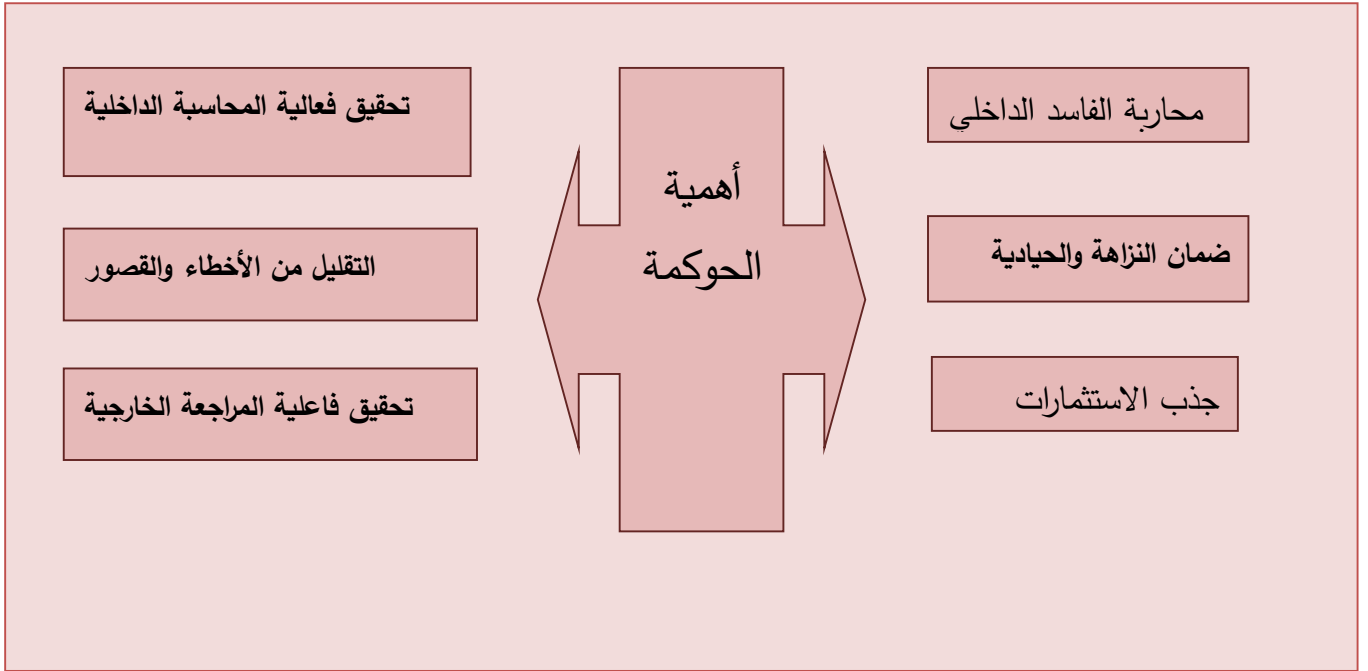 محاربة الفاسد الداخلي
ضمان النزاهة والحيادية
جذب الاستثمارات
أهمية
الحوكمة
تحقيق فعالية المحاسبة الداخلية
التقليل من الأخطاء والقصور
تحقيق فاعلية المراجعة الخارجية